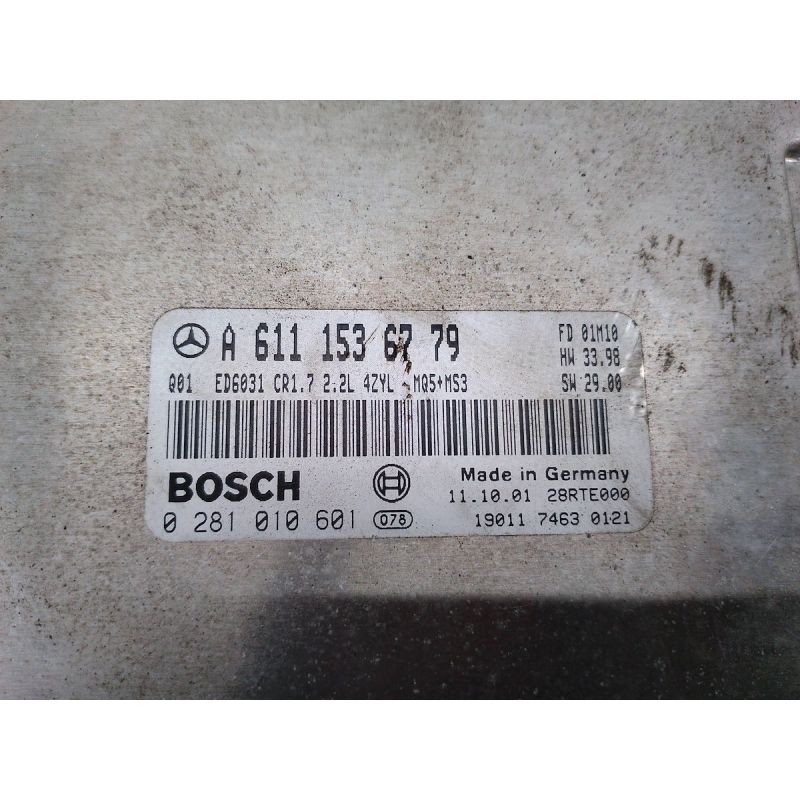 A 611 153 67 79
FD 01M10
HW 33.98
Q01 ED6031 CR1.7 2.2L 4ZYL MQ5+MS3
SW 29.00
BOSCH
Made in Germany
11.10.01 28RTE000
0 281 010 601 078
19011 7463 0121